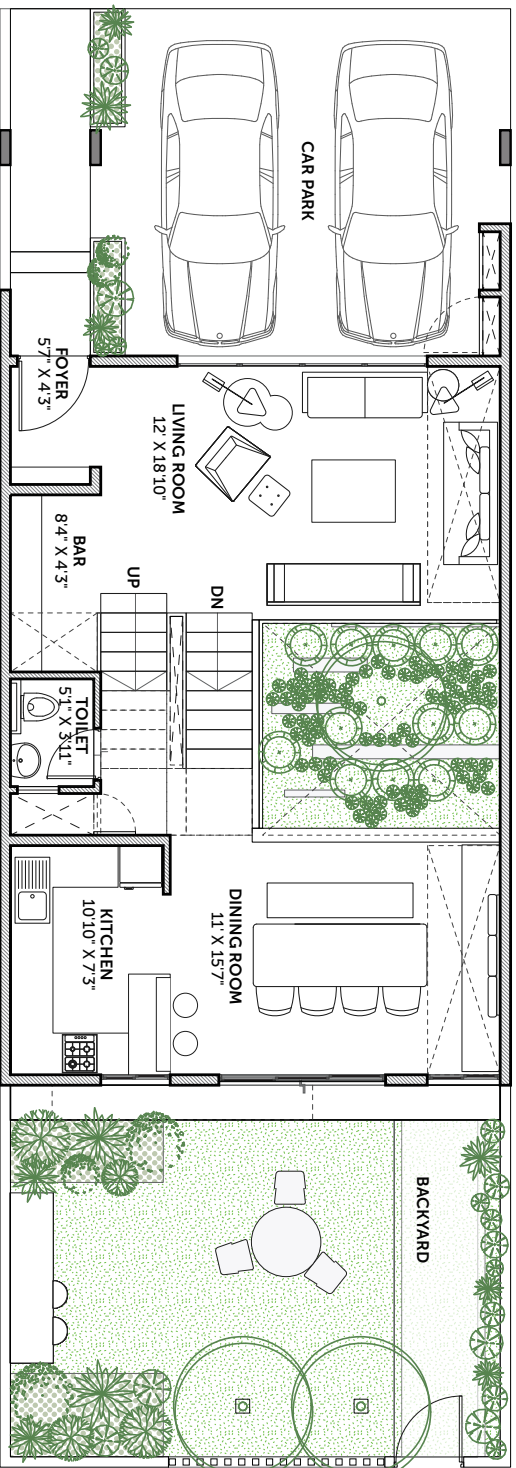 CAR PARK
FOYER
5'7" X 4'3"
LIVING ROOM
12' X 18'10"
BAR
8'4" X 4'3"
UP
DN
TOILET
5'1" X 3'11"
KITCHEN
10'10" X 7'3"
DINING ROOM
11' X 15'7"
BACKYARD